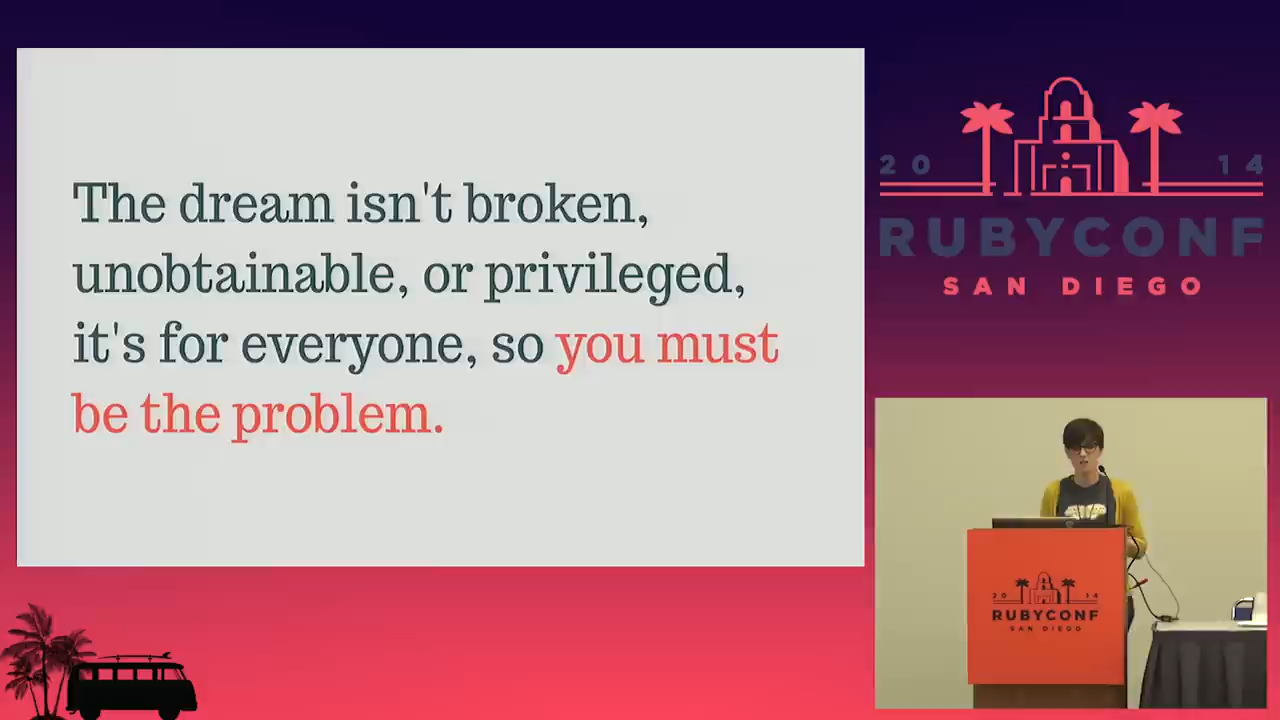 The dream isn't broken,
unobtainable, or privileged,
it's for everyone, so you must
be the problem.
20 14
RUBYCONF
SAN DIEGO
20 14
RUBYCONF
SAN DIEGO